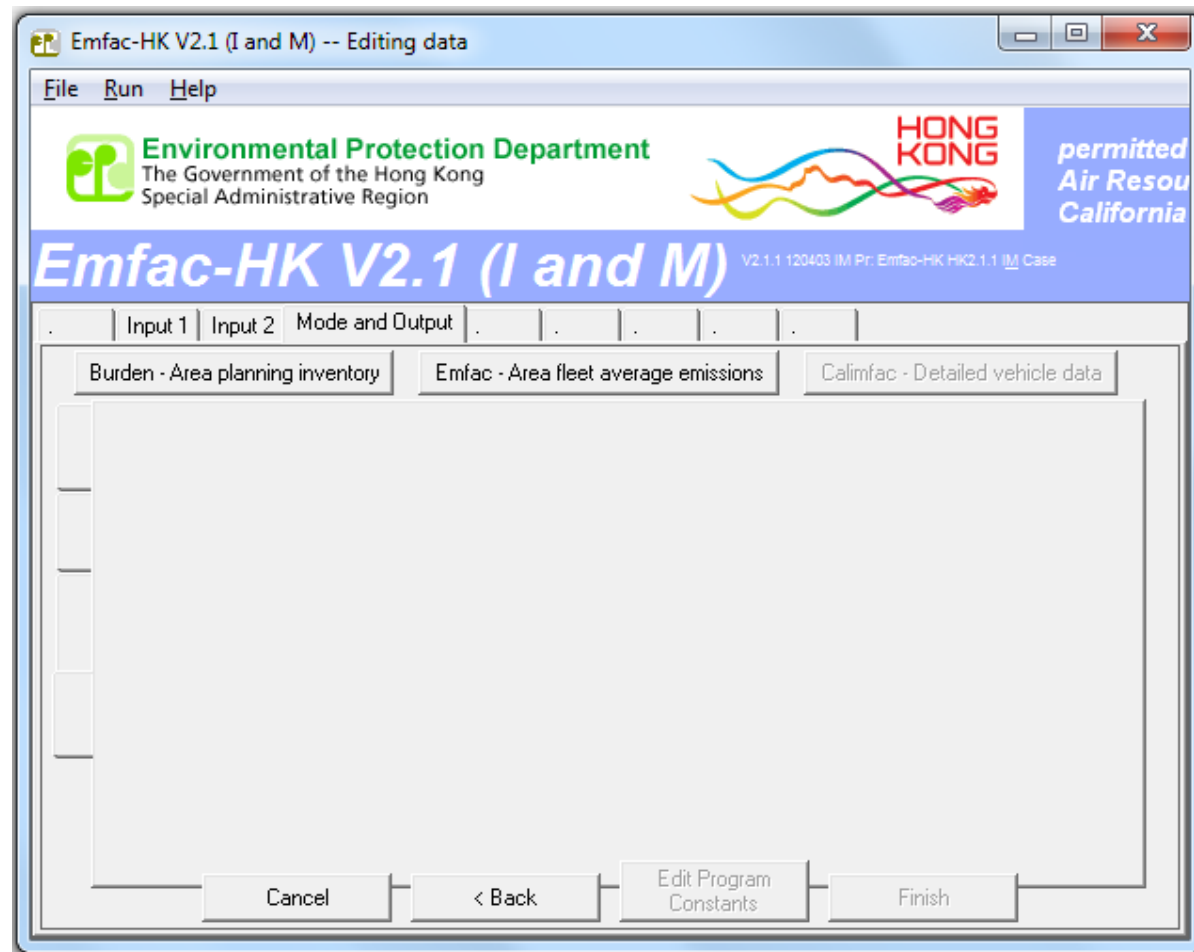 Emfac-HK V2.1 (I and M) -- Editing data
File Run Help
Environmental Protection Department
The Government of the Hong Kong
Special Administrative Region
HONG
KONG
permitted
Air Resou
California
Emfac-HK V2.1 (I and M)
V2.1.1 120403 IM Pr: Emfac-HK HK2.1.1 IM Case
. Input 1 Input 2 Mode and Output . . . . .
Burden - Area planning inventory Emfac - Area fleet average emissions Calimfac - Detailed vehicle data
Cancel < Back Edit Program Constants Finish